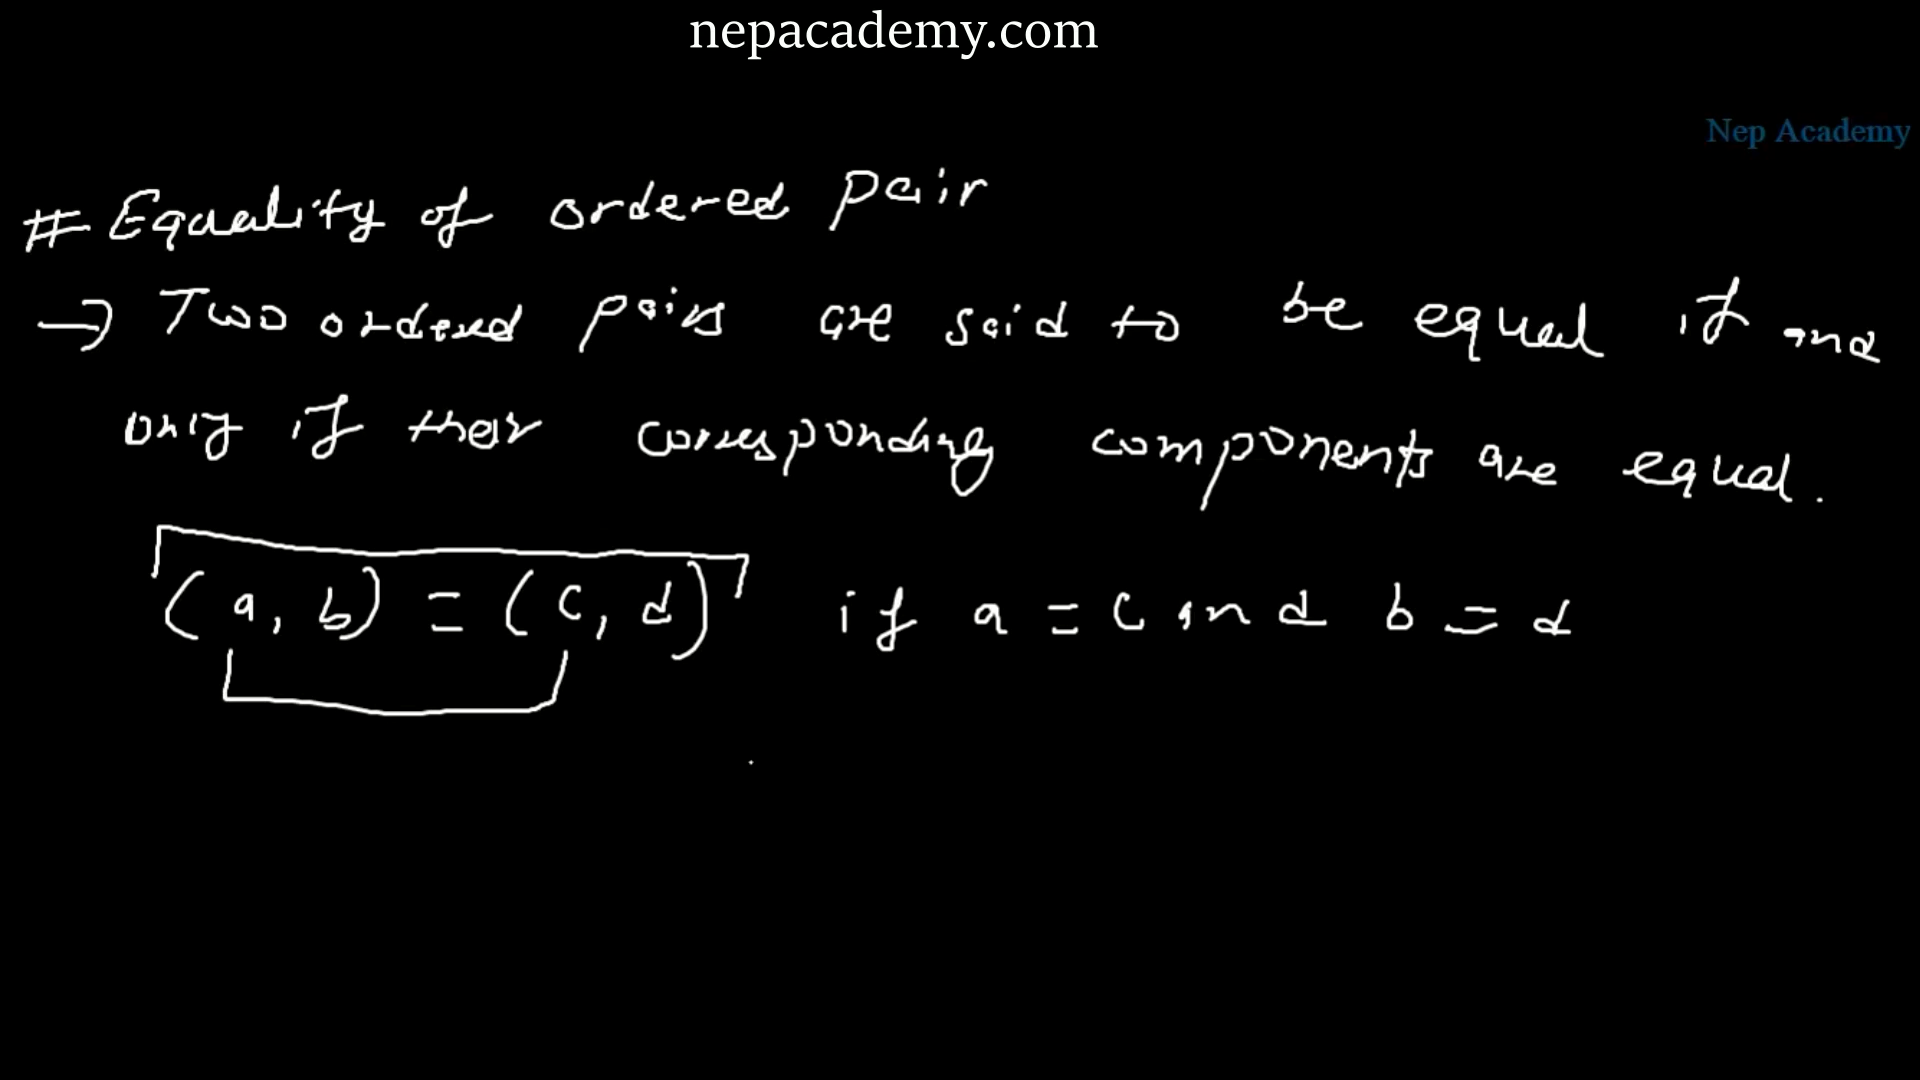 nepacademy.com
Nep Academy
# Equality of ordered pair
→ Two ordered pairs are said to be equal if and
only if their corresponding components are equal.
(a, b) = (c, d) if a = c and b = d